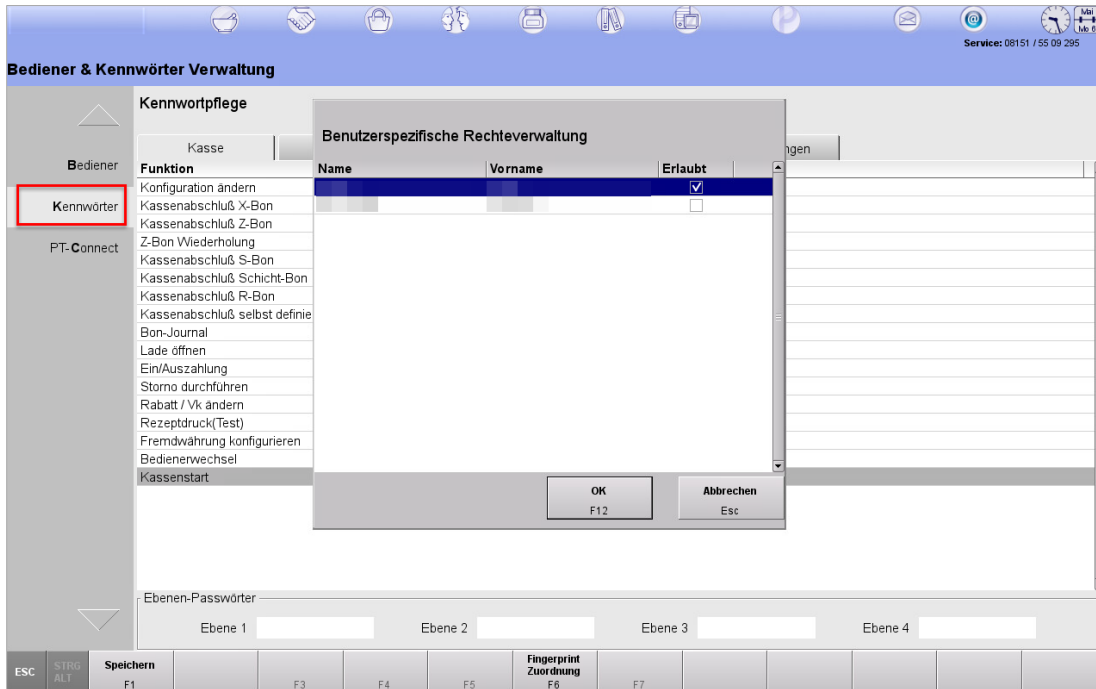 Mai
Mo 6
Service: 08151 / 55 09 295
Bediener & Kennwörter Verwaltung
Kennwortpflege
Kasse
Bediener
Kennwörter
PT-Connect
Funktion
Konfiguration ändern
Kassenabschluß X-Bon
Kassenabschluß Z-Bon
Z-Bon Wiederholung
Kassenabschluß S-Bon
Kassenabschluß Schicht-Bon
Kassenabschluß R-Bon
Kassenabschluß selbst definie
Bon-Journal
Lade öffnen
Ein/Auszahlung
Storno durchführen
Rabatt / Vk ändern
Rezeptdruck(Test)
Fremdwährung konfigurieren
Bedienerwechsel
Kassenstart
Benutzerspezifische Rechteverwaltung
Name Vorname Erlaubt
OK
F12
Abbrechen
Esc
ngen
Ebenen-Passwörter
Ebene 1 Ebene 2 Ebene 3 Ebene 4
ESC
STRG
ALT
Speichern
F1
F3
F4
F5
Fingerprint
Zuordnung
F6
F7